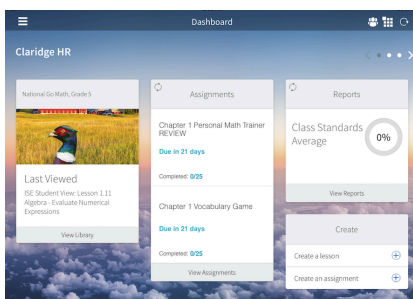 Dashboard
Claridge HR
National Go Math, Grade 5
Last Viewed
ISE Student View: Lesson 1.11
Algebra - Evaluate Numerical
Expressions
View Library
Assignments
Chapter 1 Personal Math Trainer
REVIEW
Due in 21 days
Completed: 0/25
Chapter 1 Vocabulary Game
Due in 21 days
Completed: 0/25
View Assignments
Reports
Class Standards
Average
0%
View Reports
Create
Create a lesson
Create an assignment